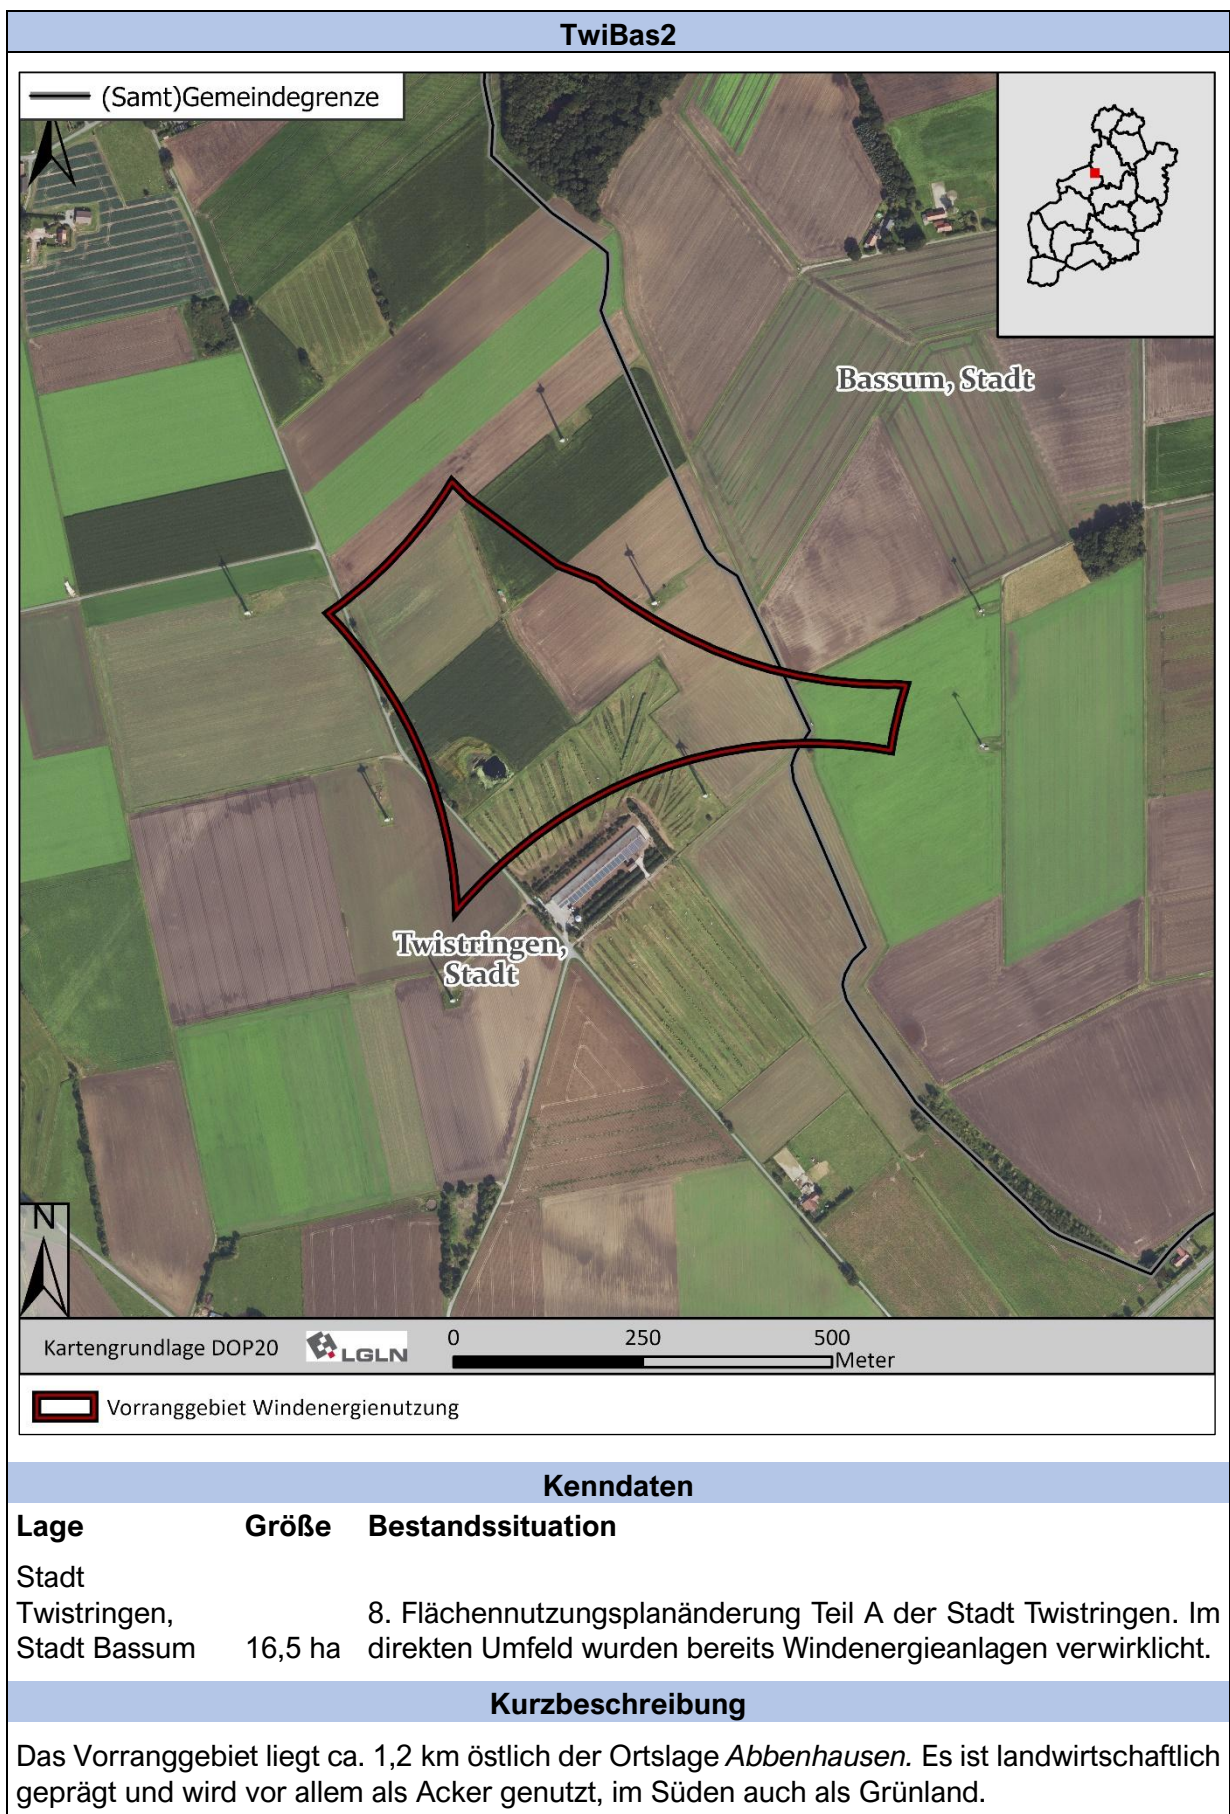 TwiBas2
(Samt)Gemeindegrenze
Bassum, Stadt
Twistringen,
Stadt
N
Kartengrundlage DOP20
LGLN
0 250 500
Meter
Vorranggebiet Windenergienutzung
Kenndaten
Lage Größe Bestandssituation
Stadt
Twistringen, 8. Flächennutzungsplanänderung Teil A der Stadt Twistringen. Im
Stadt Bassum 16,5 ha direkten Umfeld wurden bereits Windenergieanlagen verwirklicht.
Kurzbeschreibung
Das Vorranggebiet liegt ca. 1,2 km östlich der Ortslage Abbenhausen. Es ist landwirtschaftlich
geprägt und wird vor allem als Acker genutzt, im Süden auch als Grünland.